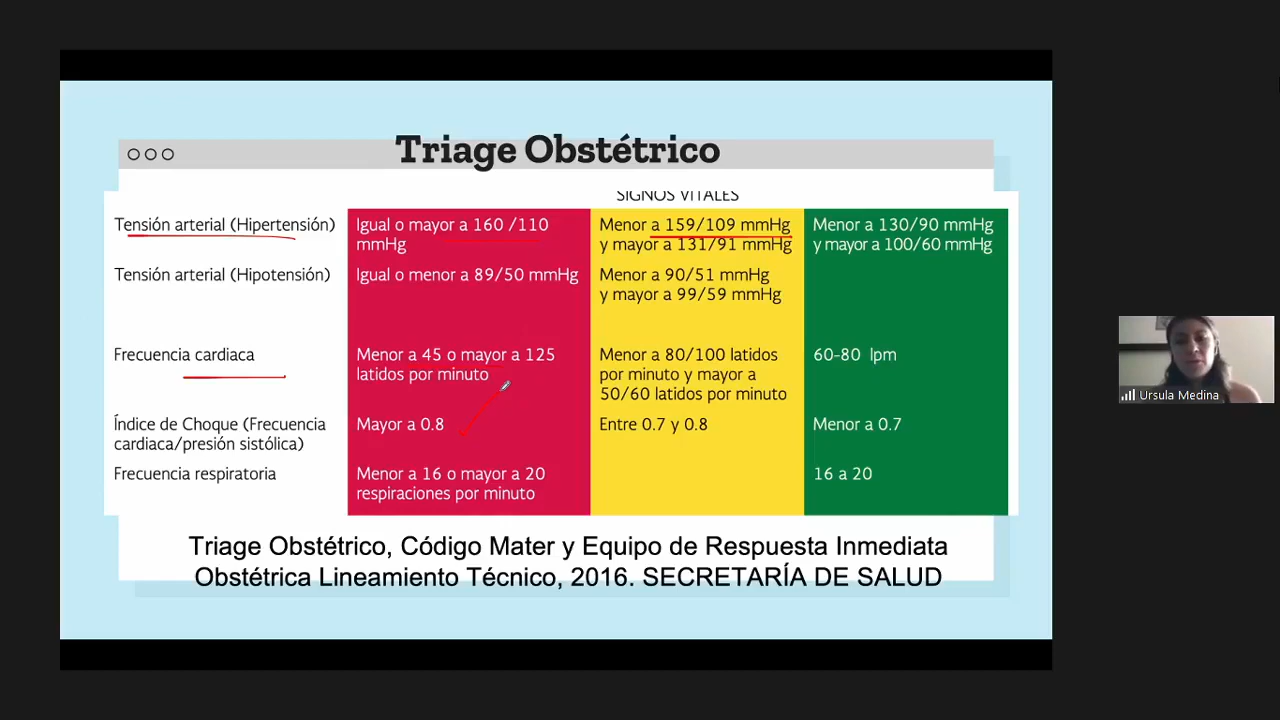 Triage Obstétrico
SIGNOS VITALES
Tensión arterial (Hipertensión)
Igual o mayor a 160 /110
mmHg
Menor a 159/109 mmHg
y mayor a 131/91 mmHg
Menor a 130/90 mmHg
y mayor a 100/60 mmHg
Tensión arterial (Hipotensión)
Igual o menor a 89/50 mmHg
Menor a 90/51 mmHg
y mayor a 99/59 mmHg
Frecuencia cardiaca
Menor a 45 o mayor a 125
latidos por minuto
Menor a 80/100 latidos
por minuto y mayor a
50/60 latidos por minuto
60-80 lpm
Índice de Choque (Frecuencia
cardiaca/presión sistólica)
Mayor a 0.8
Entre 0.7 y 0.8
Menor a 0.7
Frecuencia respiratoria
Menor a 16 o mayor a 20
respiraciones por minuto
16 a 20
Triage Obstétrico, Código Mater y Equipo de Respuesta Inmediata
Obstétrica Lineamiento Técnico, 2016. SECRETARÍA DE SALUD
Ursula Medina